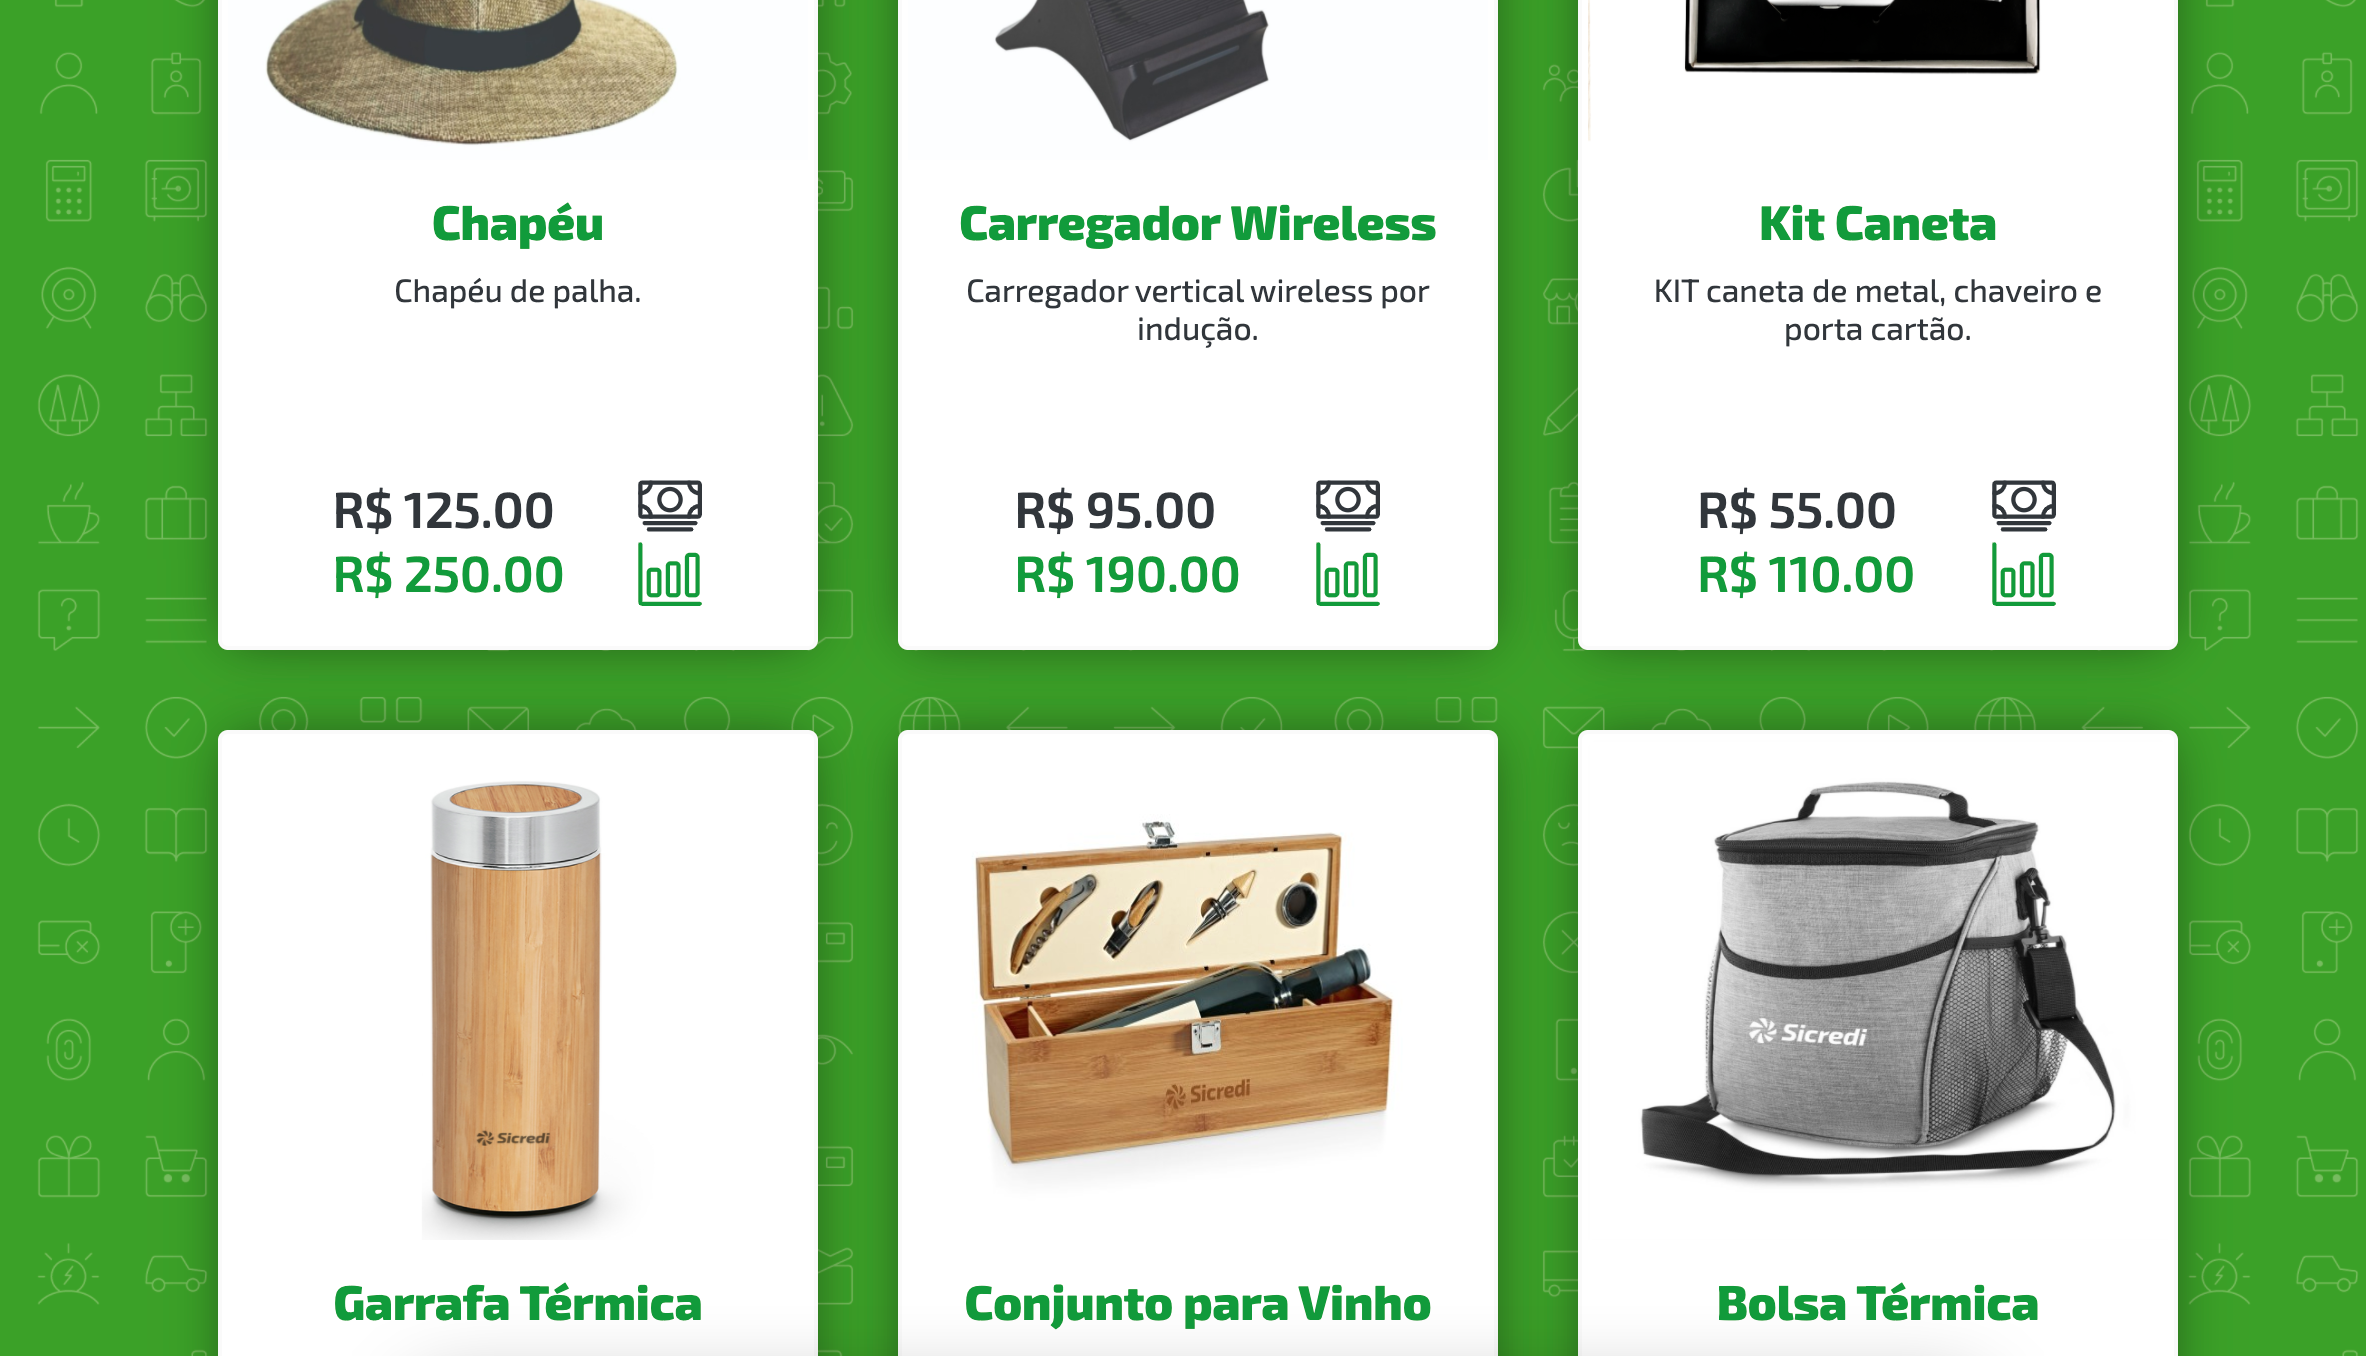 Chapéu
Chapéu de palha.
R$ 125.00
R$ 250.00
Carregador Wireless
Carregador vertical wireless por
indução.
R$ 95.00
R$ 190.00
Kit Caneta
KIT caneta de metal, chaveiro e
porta cartão.
R$ 55.00
R$ 110.00
Sicredi
Garrafa Térmica
Sicredi
Conjunto para Vinho
Sicredi
Bolsa Térmica